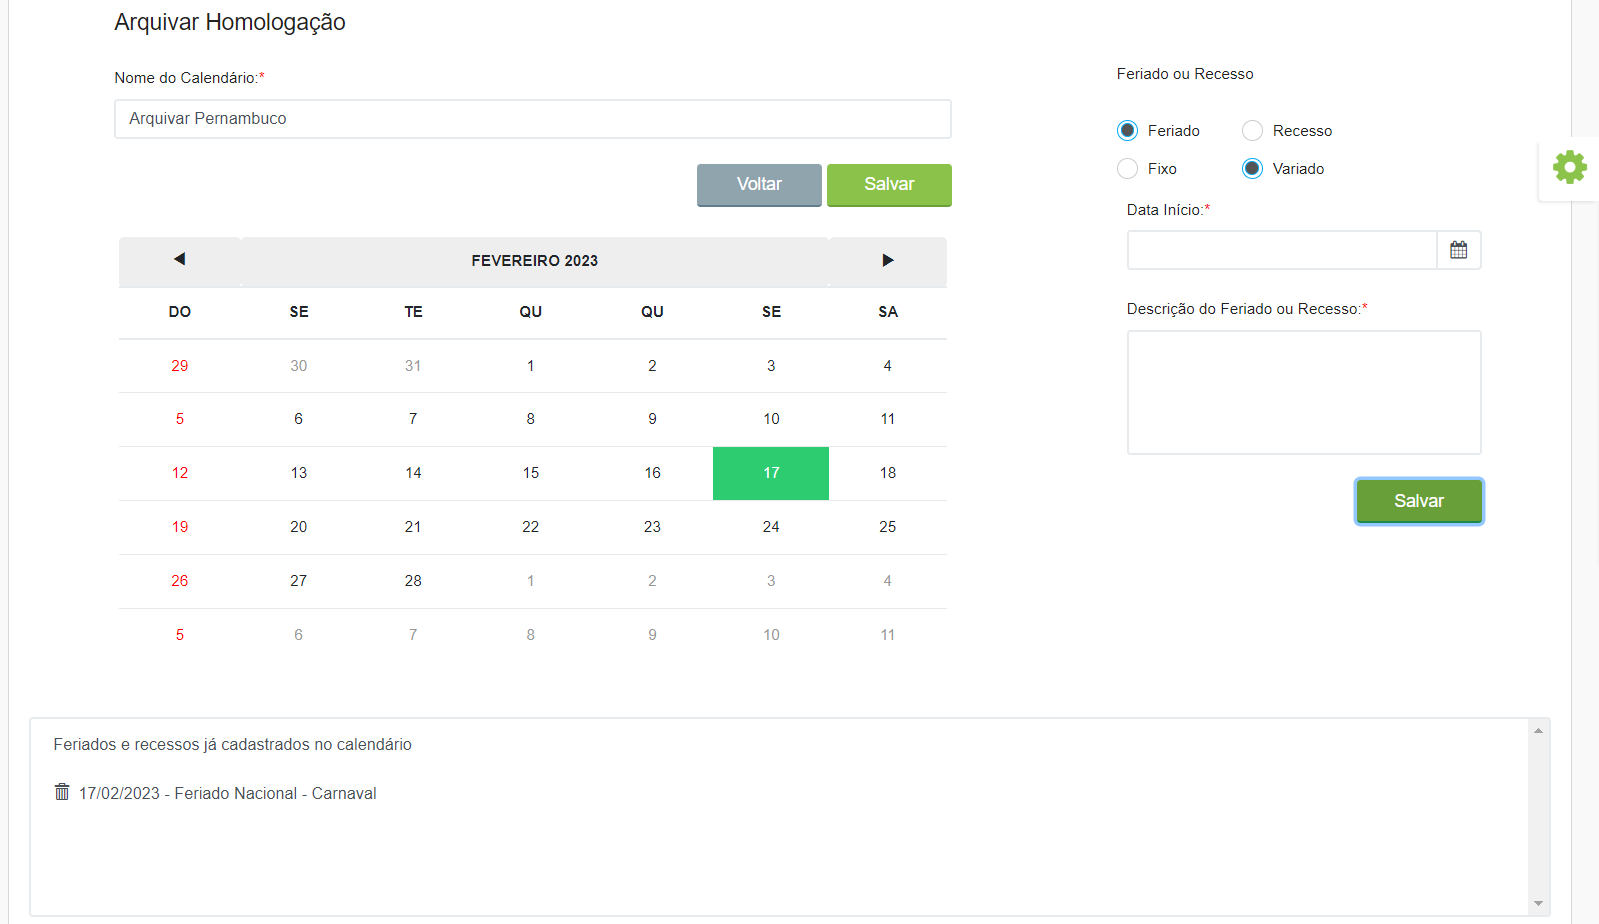 Arquivar Homologação
Nome do Calendário:*
Arquivar Pernambuco
Voltar
Salvar
FEVEREIRO 2023
DO SE TE QU QU SE SA
29 30 31 1 2 3 4
5 6 7 8 9 10 11
12 13 14 15 16 17 18
19 20 21 22 23 24 25
26 27 28 1 2 3 4
5 6 7 8 9 10 11
Feriado ou Recesso
Feriado Recesso
Fixo Variado
Data Início:*
Descrição do Feriado ou Recesso:*
Salvar
Feriados e recessos já cadastrados no calendário
17/02/2023 - Feriado Nacional - Carnaval